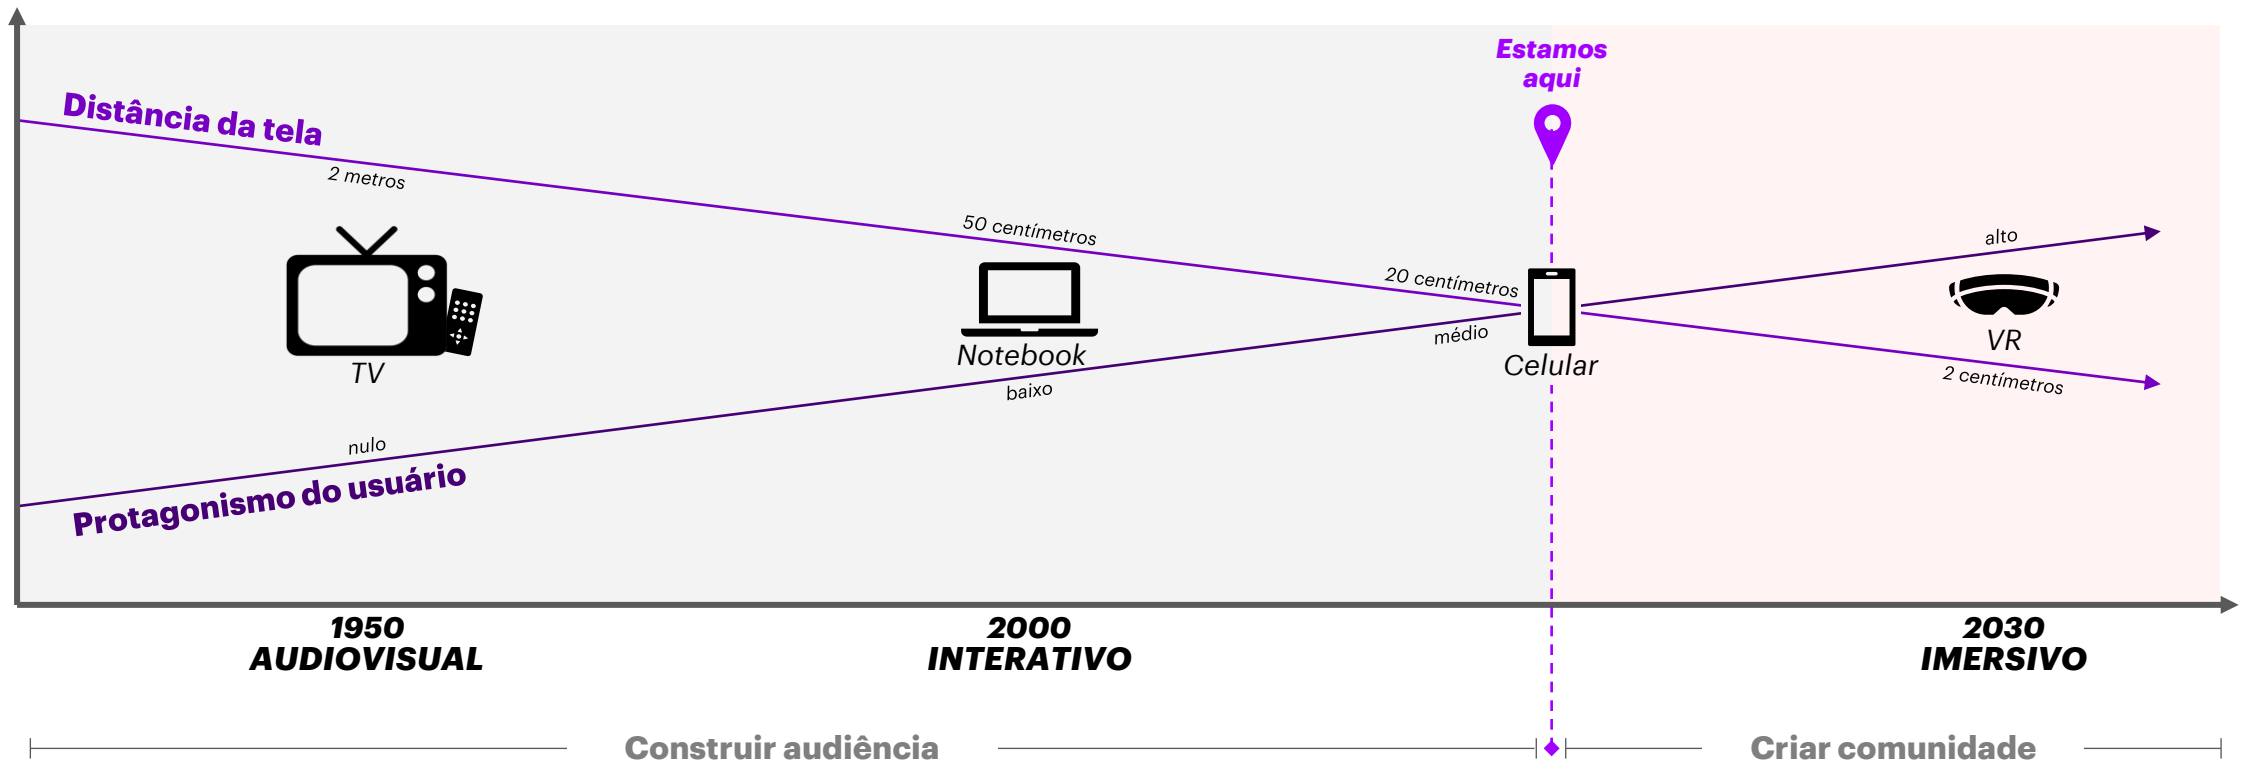 Estamos
aqui
Distância da tela
2 metros
50 centímetros
20 centímetros
alto
TV
Notebook
Celular
VR
médio
2 centímetros
baixo
nulo
Protagonismo do usuário
1950
AUDIOVISUAL
2000
INTERATIVO
2030
IMERSIVO
Construir audiência
Criar comunidade